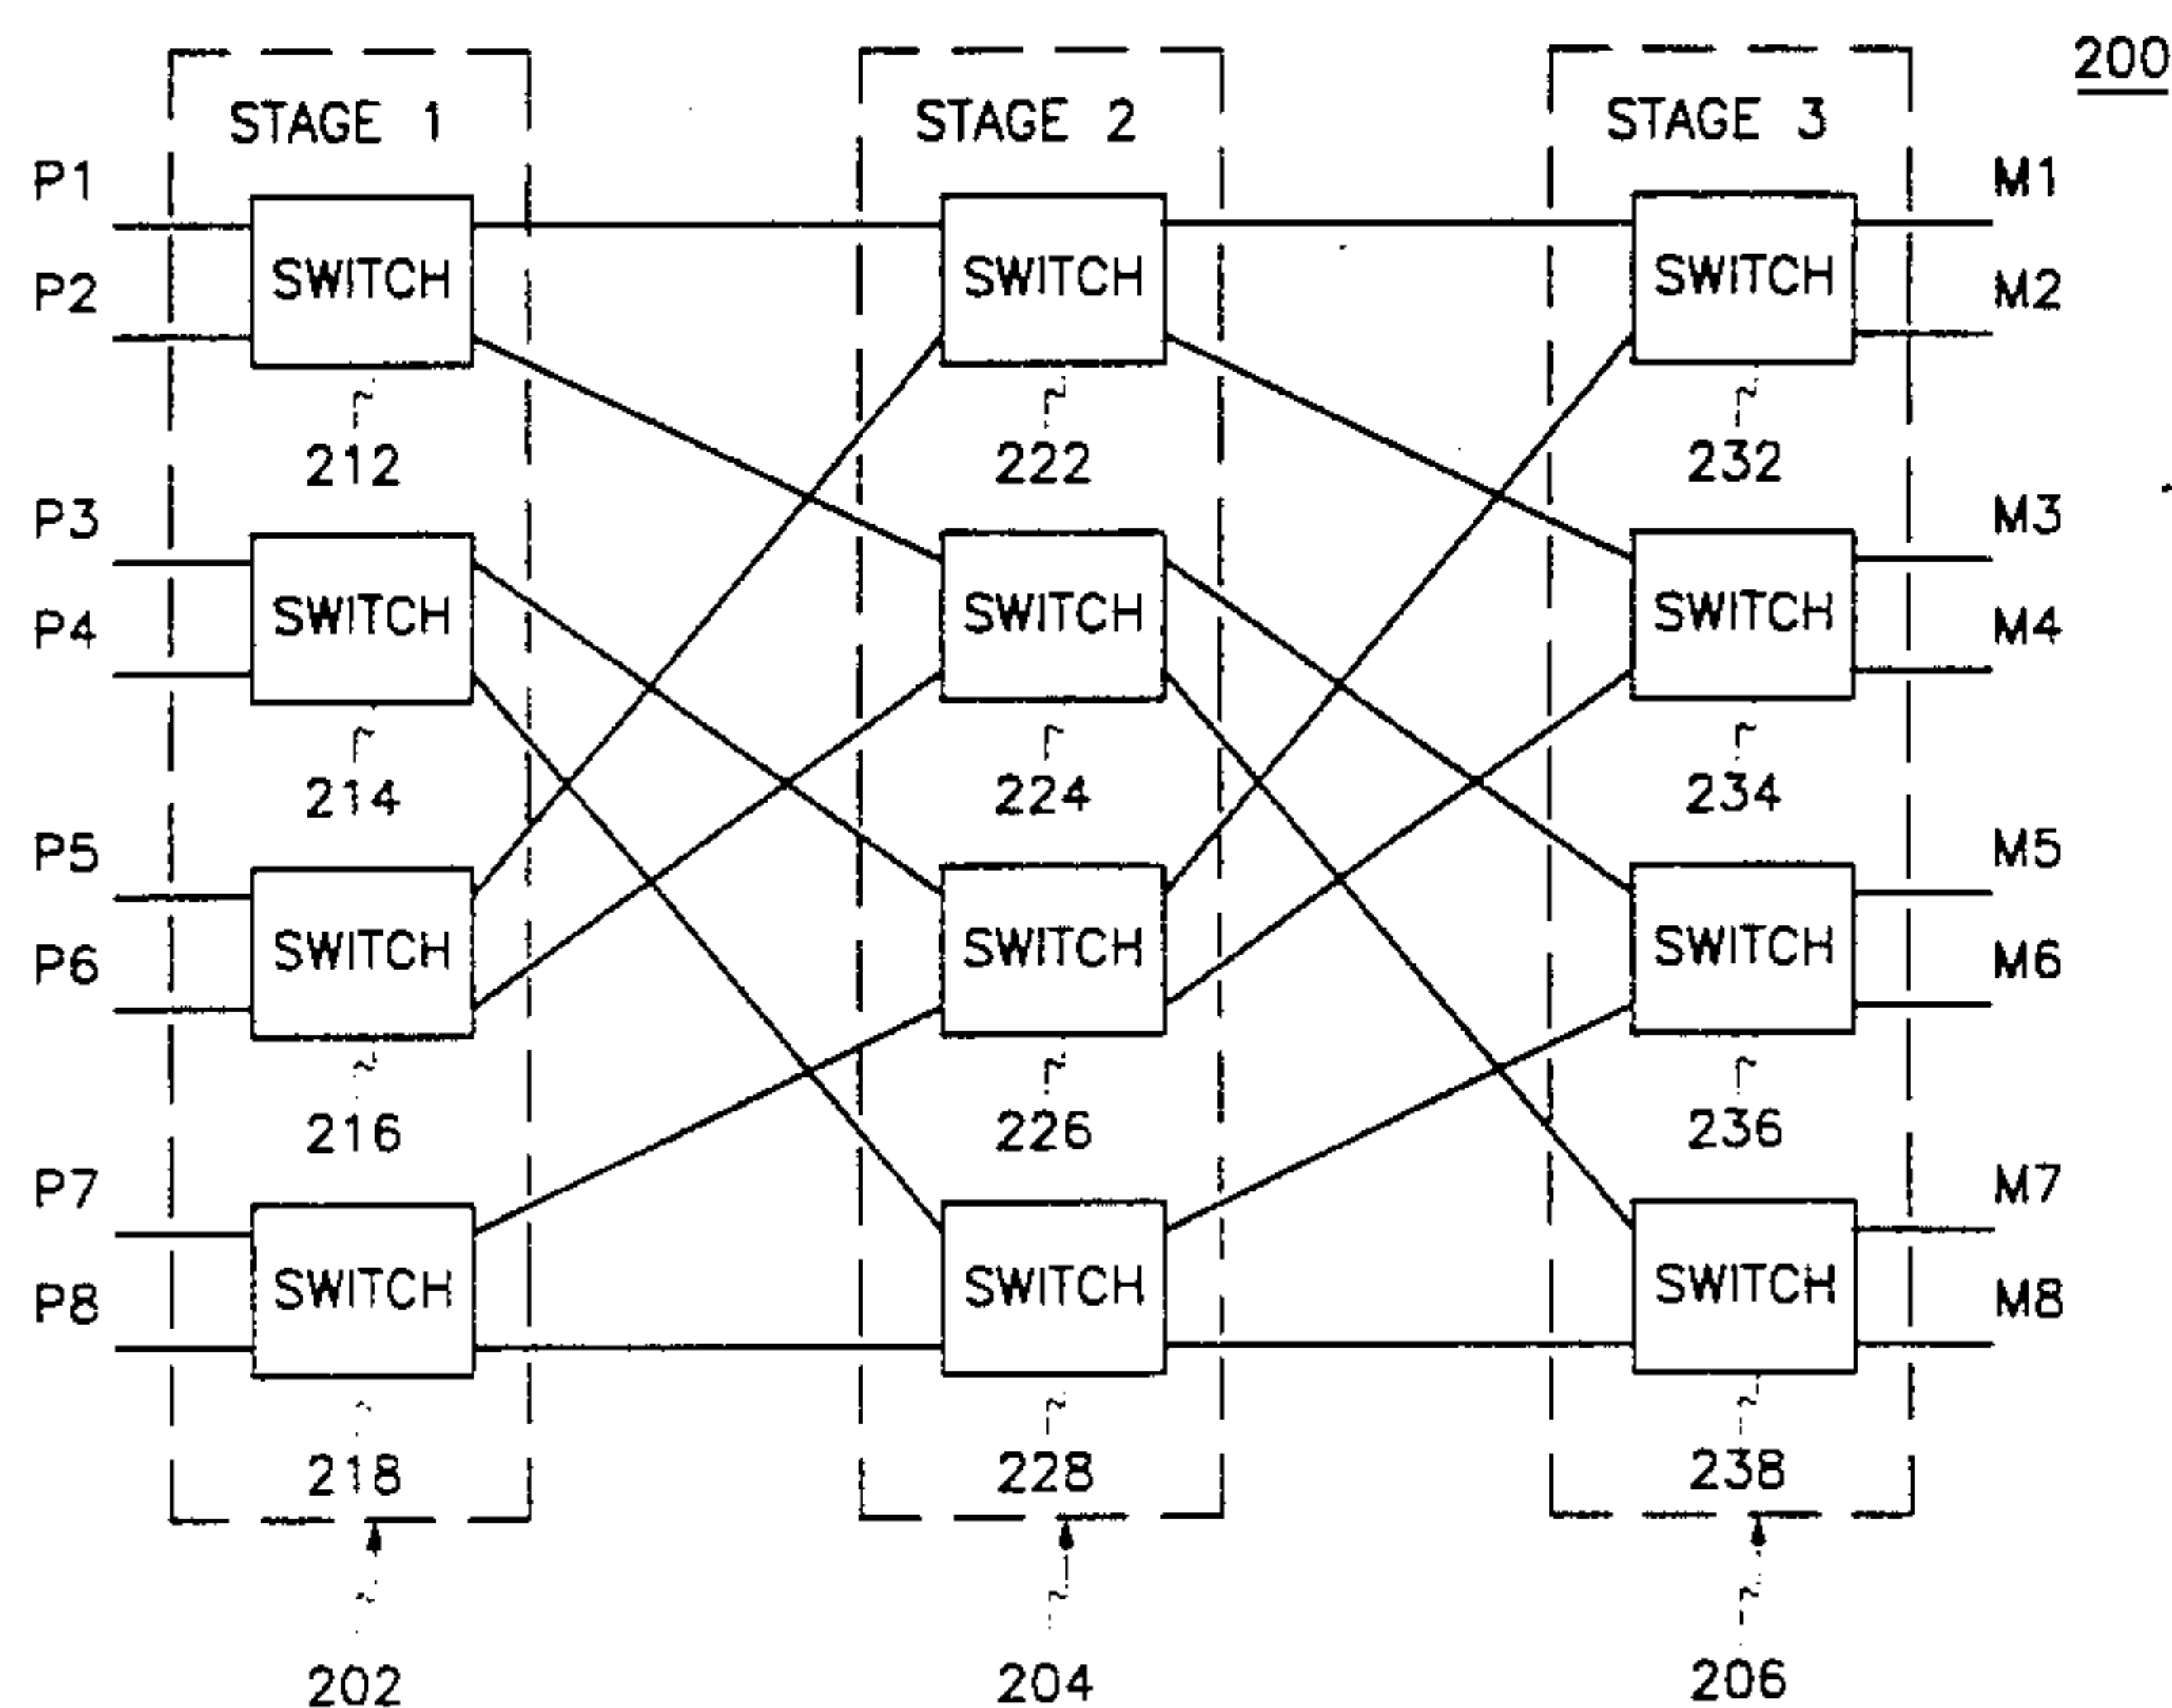 200
STAGE 1 STAGE 2 STAGE 3
P1 M1
SWITCH SWITCH SWITCH
P2 M2
212 222 232
P3 M3
SWITCH SWITCH SWITCH
P4 M4
214 224 234
P5 M5
SWITCH SWITCH SWITCH
P6 M6
216 226 236
P7 M7
SWITCH SWITCH SWITCH
P8 M8
218 228 238
202 204 206